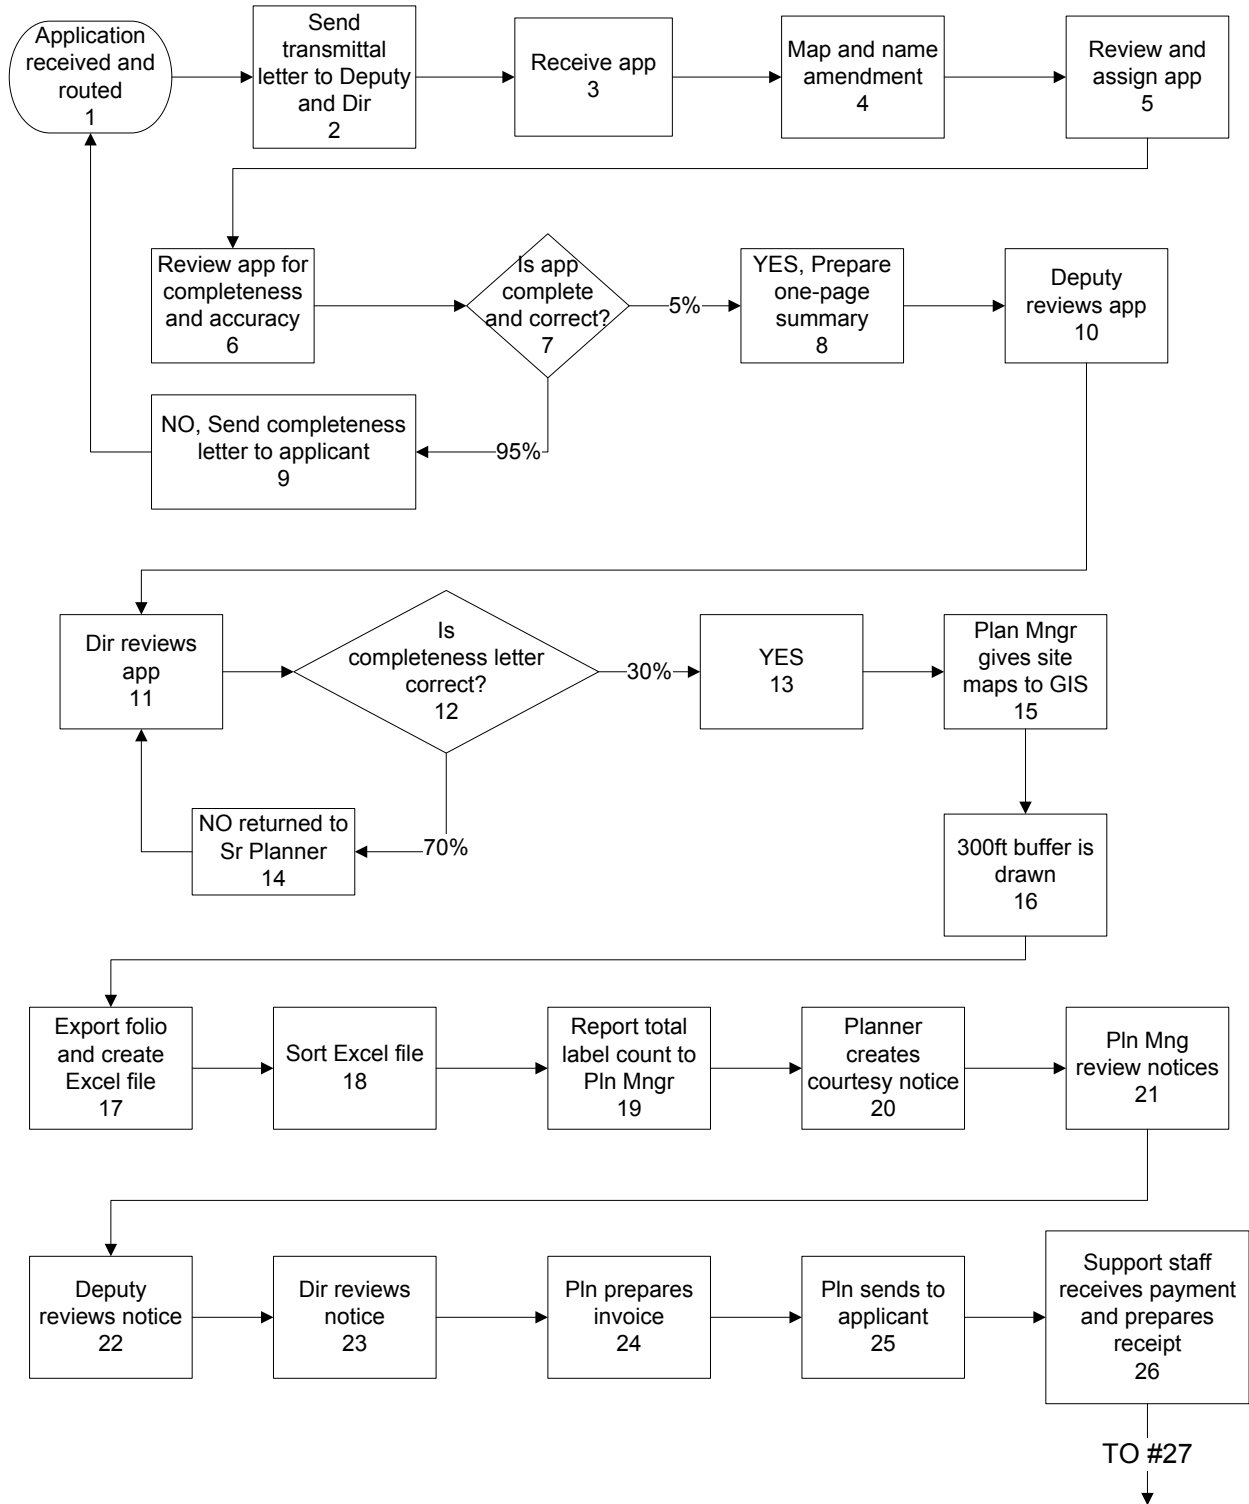 Application
received and
routed
1
Send
transmittal
letter to Deputy
and Dir
2
Receive app
3
Map and name
amendment
4
Review and
assign app
5
Review app for
completeness
and accuracy
6
Is app
complete
and correct?
7
5%
YES, Prepare
one-page
summary
8
Deputy
reviews app
10
NO, Send completeness
letter to applicant
9
95%
Dir reviews
app
11
Is
completeness letter
correct?
12
30%
YES
13
Plan Mngr
gives site
maps to GIS
15
NO returned to
Sr Planner
14
70%
300ft buffer is
drawn
16
Export folio
and create
Excel file
17
Sort Excel file
18
Report total
label count to
Pln Mngr
19
Planner
creates
courtesy notice
20
Pln Mng
review notices
21
Deputy
reviews notice
22
Dir reviews
notice
23
Pln prepares
invoice
24
Pln sends to
applicant
25
Support staff
receives payment
and prepares
receipt
26
TO #27